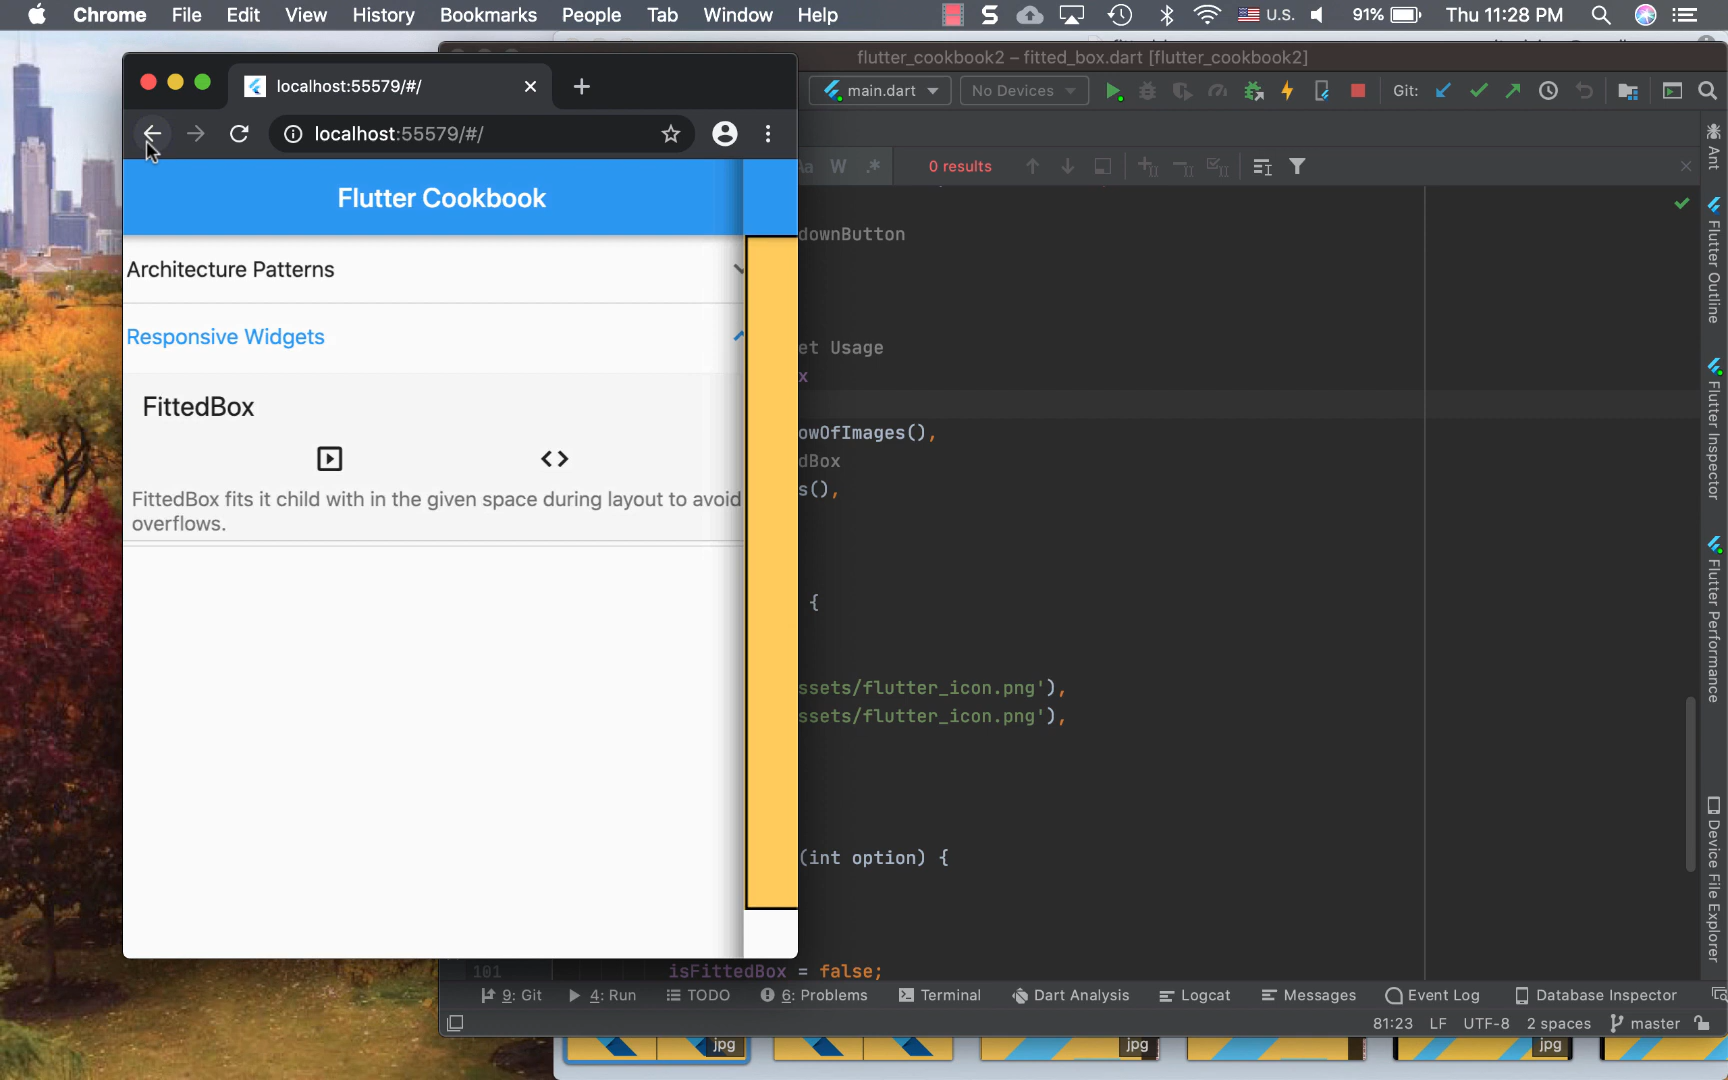 Chrome File Edit View History Bookmarks People Tab Window Help U.S. 91% Thu 11:28 PM
flutter_cookbook2 – fitted_box.dart [flutter_cookbook2]
localhost:55579/#/
main.dart No Devices Git:
localhost:55579/#/
W .* 0 results
Flutter Cookbook
Architecture Patterns
Responsive Widgets
FittedBox
<>
FittedBox fits it child with in the given space during layout to avoid
overflows.
downButton
et Usage
x
owOfImages(),
dBox
s(),
{
ssets/flutter_icon.png'),
ssets/flutter_icon.png'),
(int option) {
101 isFittedBox = false;
Ant
Flutter Outline
Flutter Inspector
Flutter Performance
Device File Explorer
9: Git 4: Run TODO 6: Problems Terminal Dart Analysis Logcat Messages Event Log Database Inspector
81:23 LF UTF-8 2 spaces master
jpg jpg jpg